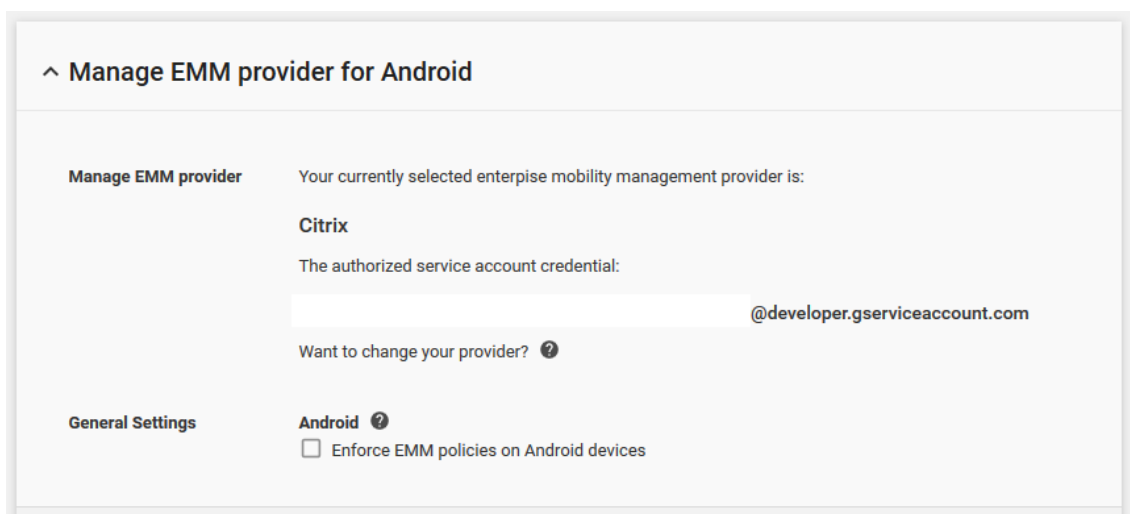 Manage EMM provider for Android
Manage EMM provider
Your currently selected enterpise mobility management provider is:
Citrix
The authorized service account credential:
@developer.gserviceaccount.com
Want to change your provider? ?
General Settings
Android ?
Enforce EMM policies on Android devices